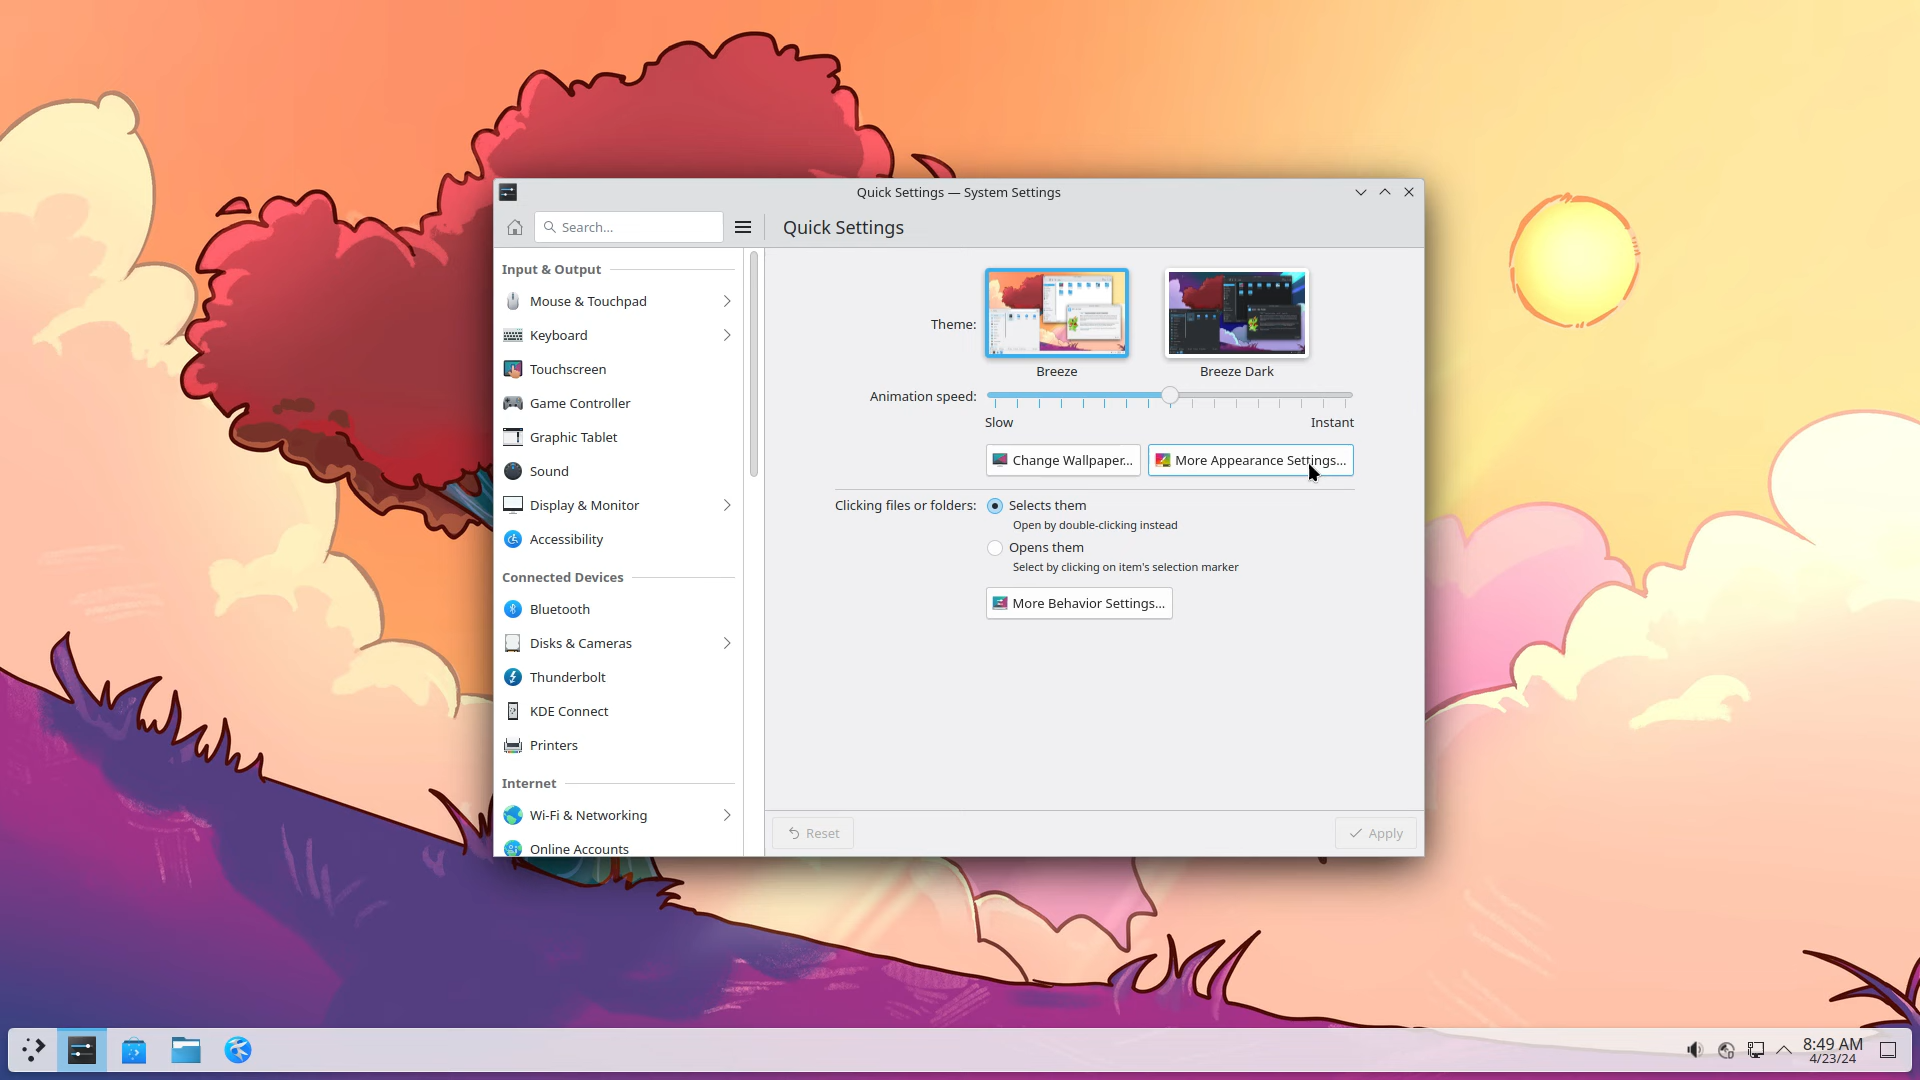 Quick Settings — System Settings
Search...
Quick Settings
Input & Output
Mouse & Touchpad
Keyboard
Touchscreen
Game Controller
Graphic Tablet
Sound
Display & Monitor
Accessibility
Connected Devices
Bluetooth
Disks & Cameras
Thunderbolt
KDE Connect
Printers
Internet
Wi-Fi & Networking
Online Accounts
Theme:
Breeze
Breeze Dark
Animation speed:
Slow
Instant
Change Wallpaper...
More Appearance Settings...
Clicking files or folders:
Selects them
Open by double-clicking instead
Opens them
Select by clicking on item's selection marker
More Behavior Settings...
Reset
Apply
8:49 AM
4/23/24